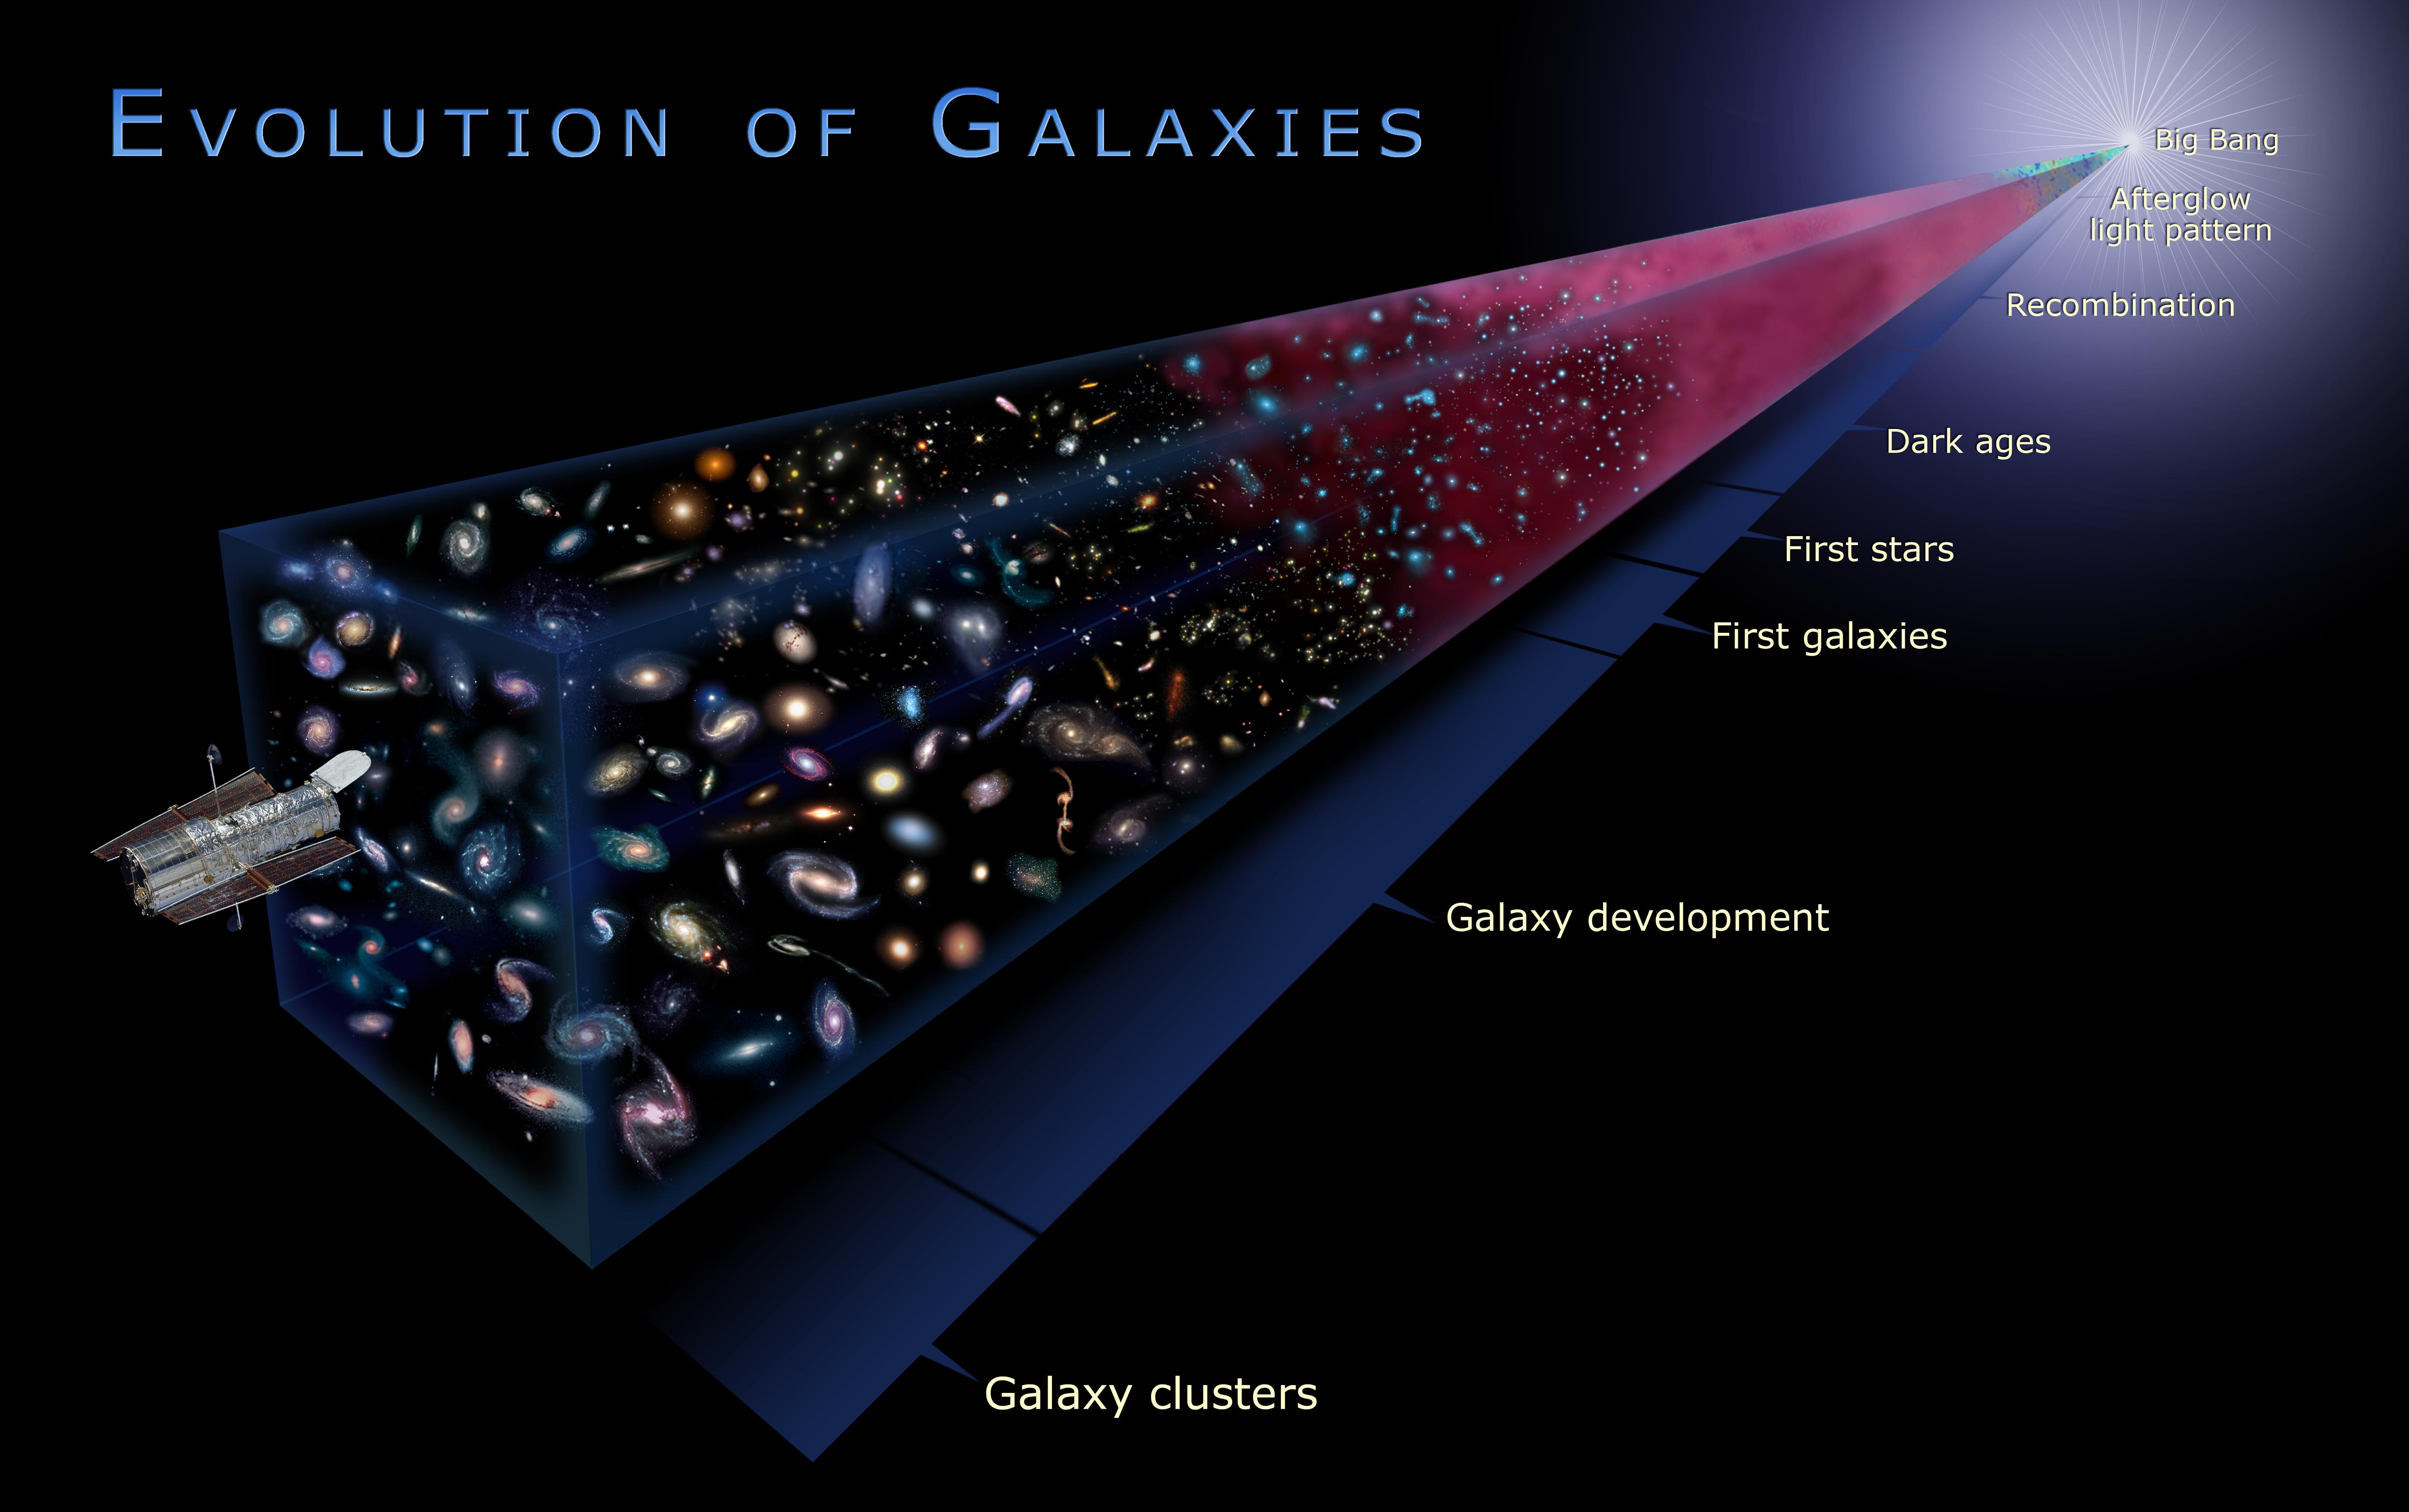 EVOLUTION OF GALAXIES
Big Bang
Afterglow
light pattern
Recombination
Dark ages
First stars
First galaxies
Galaxy development
Galaxy clusters